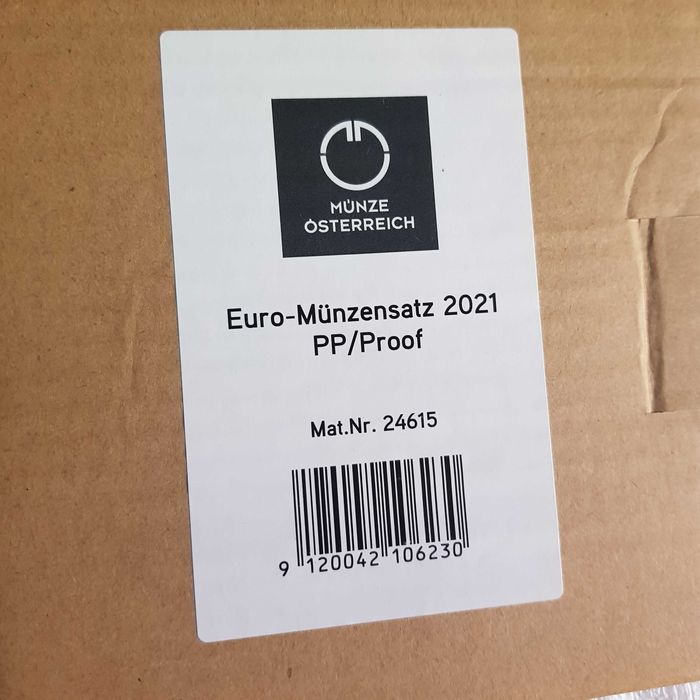 MÜNZE
ÖSTERREICH
Euro-Münzensatz 2021
PP/Proof
Mat.Nr. 24615
9 120042 106230